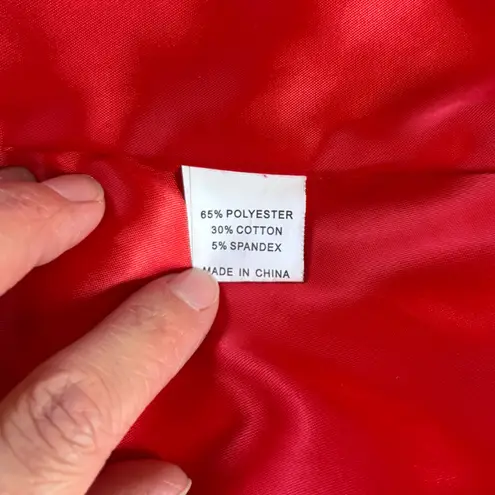 65% POLYESTER
30% COTTON
5% SPANDEX
MADE IN CHINA